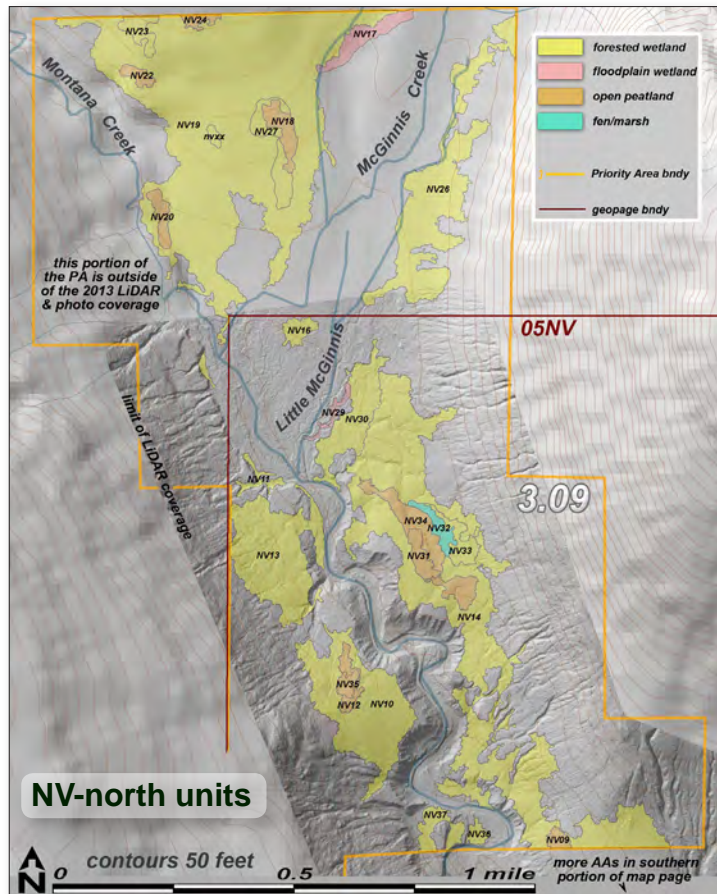 NV23
NV24
NV17
NV22
Montana Creek
McGinnis Creek
NV19
nvxx
NV18
NV27
NV26
NV20
forested wetland
floodplain wetland
open peatland
fen/marsh
Priority Area bndy
geopage bndy
this portion of
the PA is outside
of the 2013 LiDAR
& photo coverage
NV16
05NV
Little McGinnis
limit of LiDAR coverage
NV29
NV30
NV11
3.09
NV34
NV32
NV13
NV31
NV33
NV14
NV35
NV12
NV10
NV-north units
NV37
NV09
contours 50 feet
0
0.5
1 mile
more AAs in southern
portion of map page
N